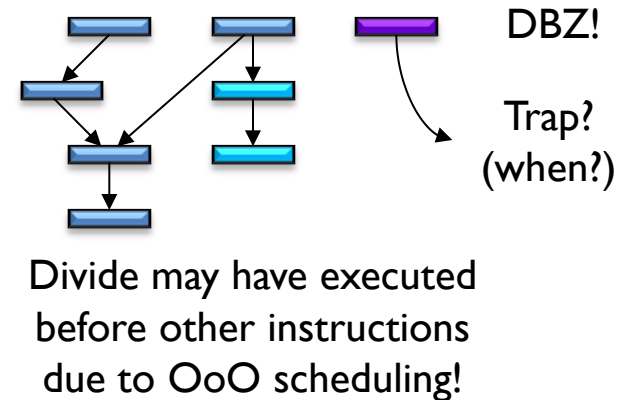 DBZ!
Trap?
(when?)
Divide may have executed
before other instructions
due to OoO scheduling!